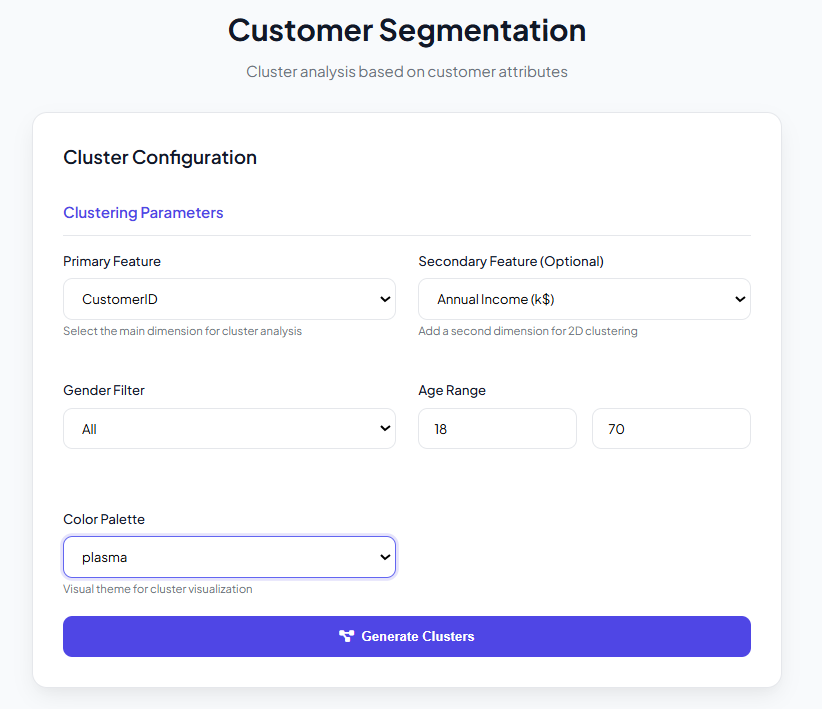 Customer Segmentation
Cluster analysis based on customer attributes
Cluster Configuration
Clustering Parameters
Primary Feature
CustomerID
Select the main dimension for cluster analysis
Secondary Feature (Optional)
Annual Income (k$)
Add a second dimension for 2D clustering
Gender Filter
All
Age Range
18
70
Color Palette
plasma
Visual theme for cluster visualization
Generate Clusters